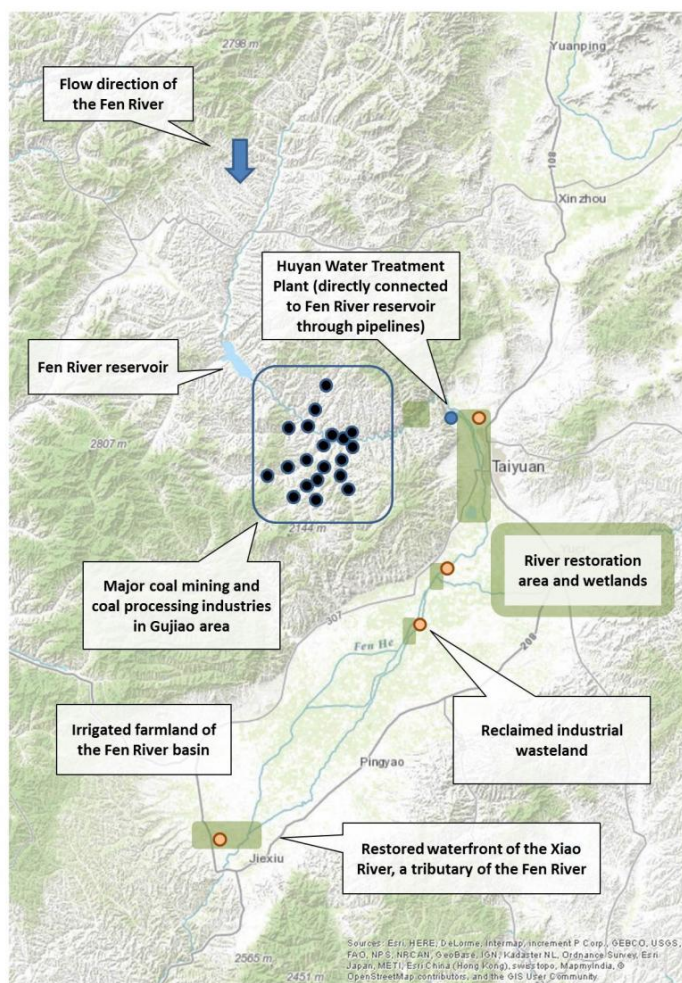 2798 m
Yuanping
Flow direction of
the Fen River
108
Xinzhou
Huyan Water Treatment
Plant (directly connected
to Fen River reservoir
through pipelines)
Fen River reservoir
2807 m
Taiyuan
2144 m
River restoration
area and wetlands
Major coal mining and
coal processing industries
in Gujiao area
307
208
Fen He
Irrigated farmland of
the Fen River basin
Reclaimed industrial
wasteland
Pingyao
Restored waterfront of the Xiao
River, a tributary of the Fen River
Jiexiu
2565 m
2451 m
Sources: Esri, HERE, DeLorme, Intermap, increment P Corp., GEBCO, USGS,
FAO, NPS, NRCAN, GeoBase, IGN, Kadaster NL, Ordnance Survey, Esri
Japan, METI, Esri China (Hong Kong), swisstopo, MapmyIndia, ©
OpenStreetMap contributors, and the GIS User Community